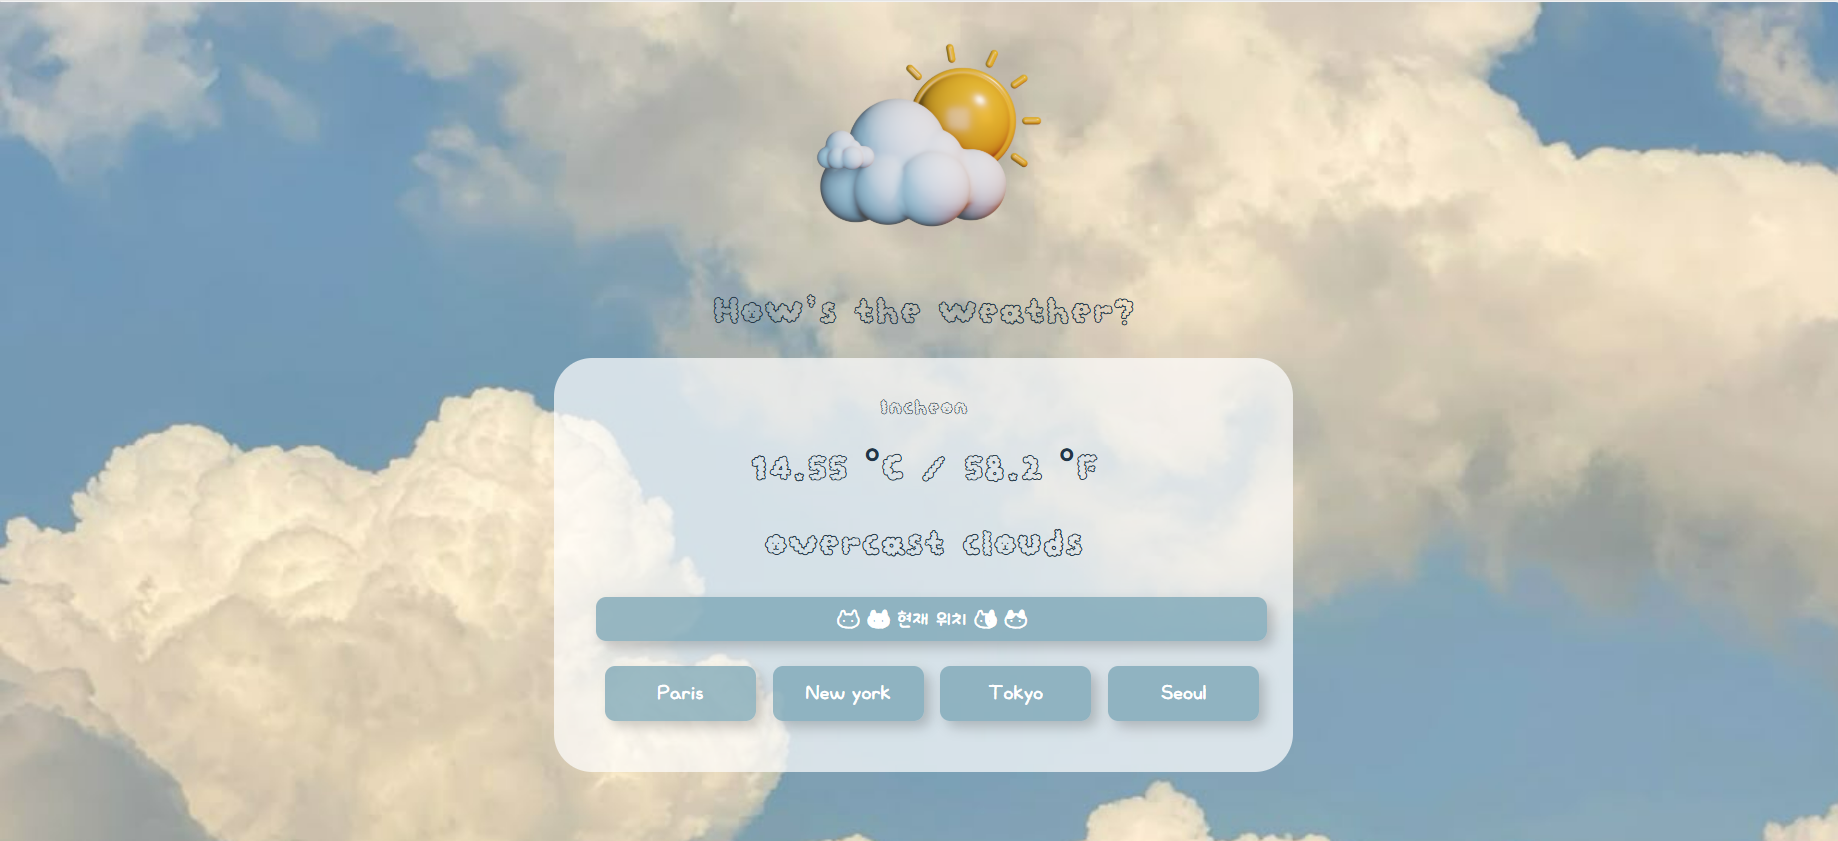 How's the weather?
Incheon
14.55 °C / 58.2 °F
overcast clouds
현재 위치
Paris
New york
Tokyo
Seoul